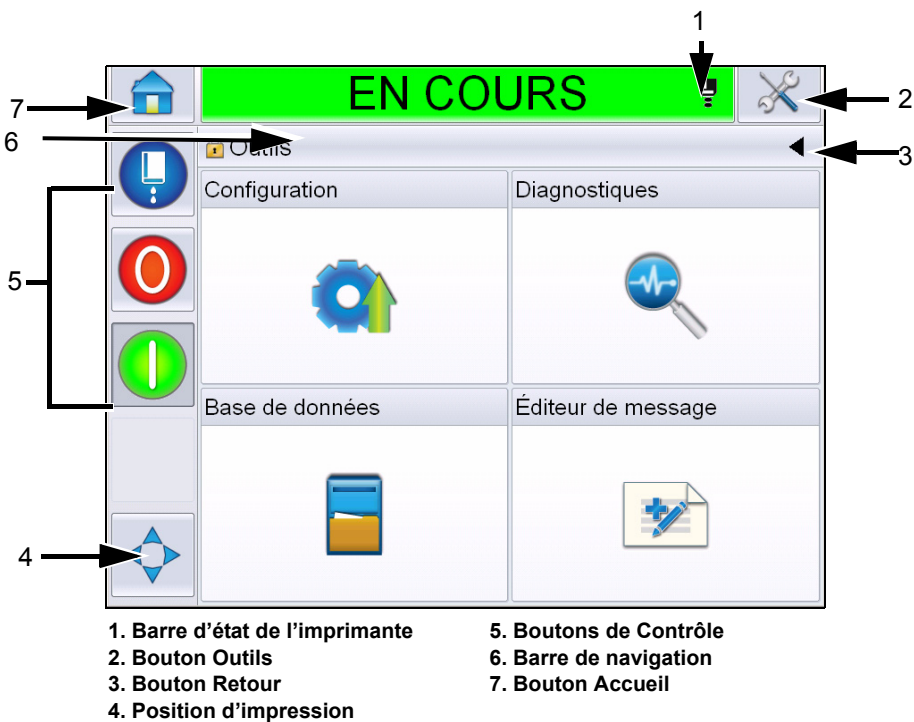 1
EN COURS
2
7
6
Outils
3
Configuration
Diagnostiques
5
Base de données
Éditeur de message
4
1. Barre d'état de l'imprimante
2. Bouton Outils
3. Bouton Retour
4. Position d'impression
5. Boutons de Contrôle
6. Barre de navigation
7. Bouton Accueil